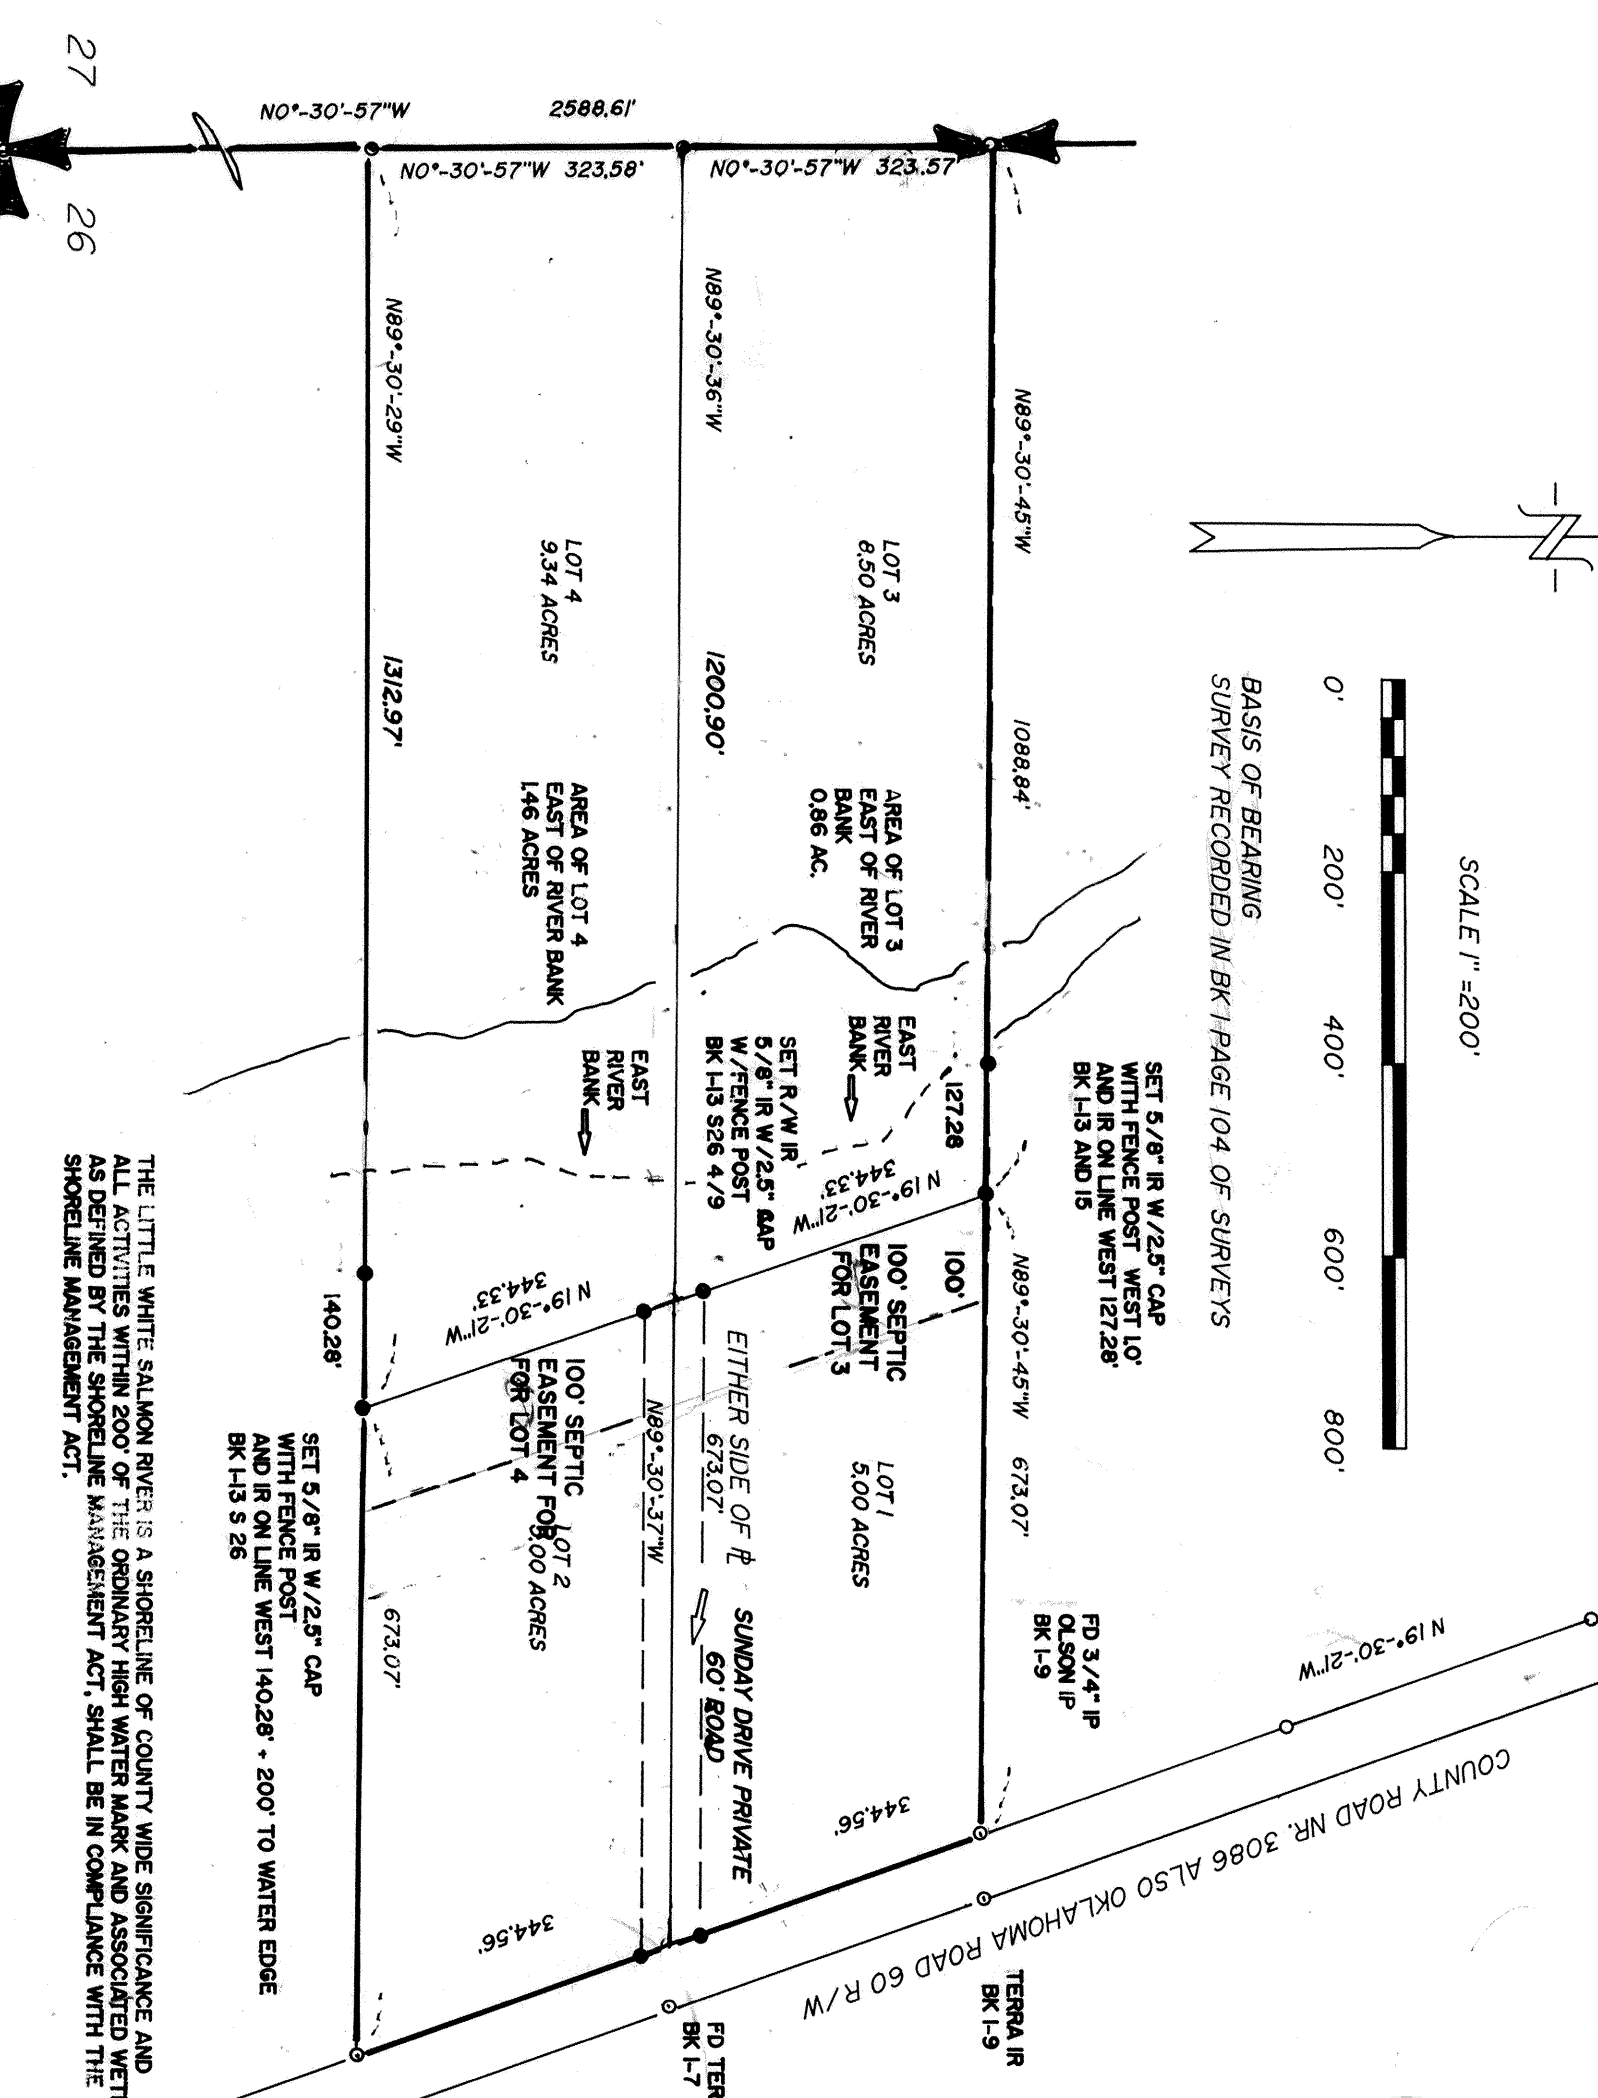 27
26
N0°-30'-57"W
2588.61'
N0°-30'-57"W 323.58'
N0°-30'-57"W 323.57'
SCALE 1"=200'
0' 200' 400' 600' 800'
BASIS OF BEARING
SURVEY RECORDED IN BK 1 PAGE 104 OF SURVEYS
SET 5/8" IR W/2.5" CAP
WITH FENCE POST WEST 1.0'
AND IR ON LINE WEST 127.28'
BK 1-13 AND 15
FD 3/4" IP
OLSON IP
BK 1-9
N89°-30'-45"W
1088.84'
N89°-30'-45"W 673.07'
127.28
100'
LOT 3
8.50 ACRES
AREA OF LOT 3
EAST OF RIVER
BANK
0.86 AC.
EAST
RIVER
BANK
N 19°-30'-21"W
344.33'
100' SEPTIC
EASEMENT
FOR LOT 3
LOT 1
5.00 ACRES
344.56'
SET R/W IR
5/8" IR W/2.5" CAP
W/FENCE POST
BK 1-13 S26 4/9
N89°-30'-36"W
1200.90'
EITHER SIDE OF PL
SUNDAY DRIVE PRIVATE
60' ROAD
673.07'
N89°-30'-37"W
LOT 4
9.34 ACRES
AREA OF LOT 4
EAST OF RIVER BANK
1.46 ACRES
EAST
RIVER
BANK
N 19°-30'-21"W
344.33'
100' SEPTIC
EASEMENT FOR
FOR LOT 4
LOT 2
5.00 ACRES
344.56'
N89°-30'-29"W
1312.97'
673.07'
140.28'
SET 5/8" IR W/2.5" CAP
WITH FENCE POST
AND IR ON LINE WEST 140.28' + 200' TO WATER EDGE
BK 1-13 S 26
N 19°-30'-21"W
COUNTY ROAD NR. 3086 ALSO OKLAHOMA ROAD 60 R/W
TERRA IR
BK 1-9
FD TER
BK 1-7
THE LITTLE WHITE SALMON RIVER IS A SHORELINE OF COUNTY WIDE SIGNIFICANCE AND
ALL ACTIVITIES WITHIN 200' OF THE ORDINARY HIGH WATER MARK AND ASSOCIATED WETL
AS DEFINED BY THE SHORELINE MANAGEMENT ACT, SHALL BE IN COMPLIANCE WITH THE
SHORELINE MANAGEMENT ACT.